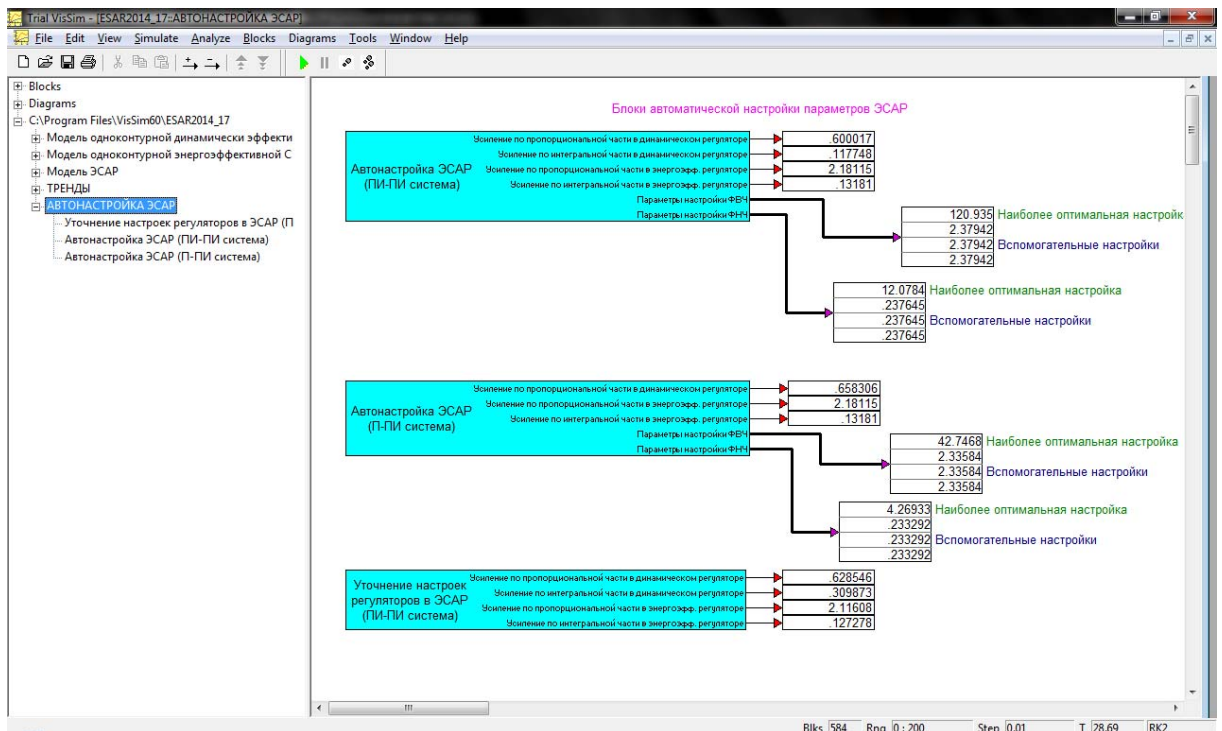 Trial VisSim - [ESAR2014_17::АВТОНАСТРОЙКА ЭСАР]
File Edit View Simulate Analyze Blocks Diagrams Tools Window Help
Blocks
Diagrams
C:\Program Files\VisSim60\ESAR2014_17
Модель одноконтурной динамически эффекти
Модель одноконтурной энергоэффективной С
Модель ЭСАР
ТРЕНДЫ
АВТОНАСТРОЙКА ЭСАР
Уточнение настроек регуляторов в ЭСАР (П
Автонастройка ЭСАР (ПИ-ПИ система)
Автонастройка ЭСАР (П-ПИ система)
Блоки автоматической настройки параметров ЭСАР
Автонастройка ЭСАР
(ПИ-ПИ система)
Усиление по пропорциональной части в динамическом регуляторе .600017
Усиление по интегральной части в динамическом регуляторе .117748
Усиление по пропорциональной части в энергоэфф. регуляторе 2.18115
Усиление по интегральной части в энергоэфф. регуляторе .13181
Параметры настройки ФВЧ
Параметры настройки ФНЧ
120.935 Наиболее оптимальная настройк
2.37942
2.37942 Вспомогательные настройки
2.37942
12.0784 Наиболее оптимальная настройка
.237645
.237645 Вспомогательные настройки
.237645
Автонастройка ЭСАР
(П-ПИ система)
Усиление по пропорциональной части в динамическом регуляторе .658306
Усиление по пропорциональной части в энергоэфф. регуляторе 2.18115
Усиление по интегральной части в энергоэфф. регуляторе .13181
Параметры настройки ФВЧ
Параметры настройки ФНЧ
42.7468 Наиболее оптимальная настройка
2.33584
2.33584 Вспомогательные настройки
2.33584
4.26933 Наиболее оптимальная настройка
.233292
.233292 Вспомогательные настройки
.233292
Уточнение настроек
регуляторов в ЭСАР
(ПИ-ПИ система)
Усиление по пропорциональной части в динамическом регуляторе .628546
Усиление по интегральной части в динамическом регуляторе .309873
Усиление по пропорциональной части в энергоэфф. регуляторе 2.11608
Усиление по интегральной части в энергоэфф. регуляторе .127278
Blks 584 Rng 0 : 200 Step 0.01 T 28.69 RK2